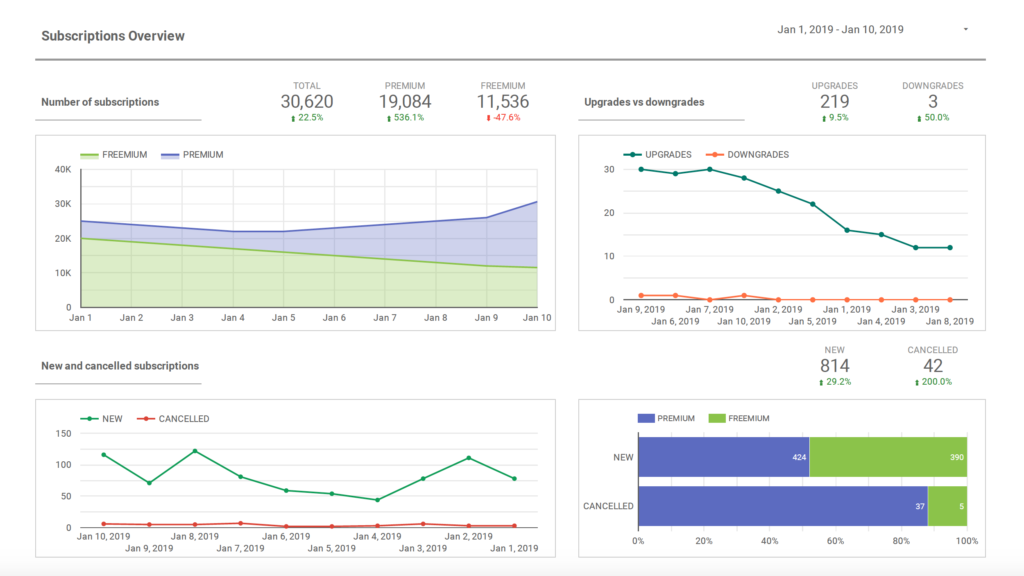 Subscriptions Overview
Jan 1, 2019 - Jan 10, 2019
Number of subscriptions
TOTAL
30,620
22.5%
PREMIUM
19,084
536.1%
FREEMIUM
11,536
-47.6%
FREEMIUM PREMIUM
40K
30K
20K
10K
0
Jan 1 Jan 2 Jan 3 Jan 4 Jan 5 Jan 6 Jan 7 Jan 8 Jan 9 Jan 10
Upgrades vs downgrades
UPGRADES
219
9.5%
DOWNGRADES
3
50.0%
UPGRADES DOWNGRADES
30
20
10
0
Jan 9, 2019 Jan 7, 2019 Jan 2, 2019 Jan 1, 2019 Jan 3, 2019
Jan 6, 2019 Jan 10, 2019 Jan 5, 2019 Jan 4, 2019 Jan 8, 2019
New and cancelled subscriptions
NEW
814
29.2%
CANCELLED
42
200.0%
NEW CANCELLED
150
100
50
0
Jan 10, 2019 Jan 8, 2019 Jan 6, 2019 Jan 4, 2019 Jan 2, 2019
Jan 9, 2019 Jan 7, 2019 Jan 5, 2019 Jan 3, 2019 Jan 1, 2019
PREMIUM FREEMIUM
NEW 424 390
CANCELLED 37 5
0% 20% 40% 60% 80% 100%